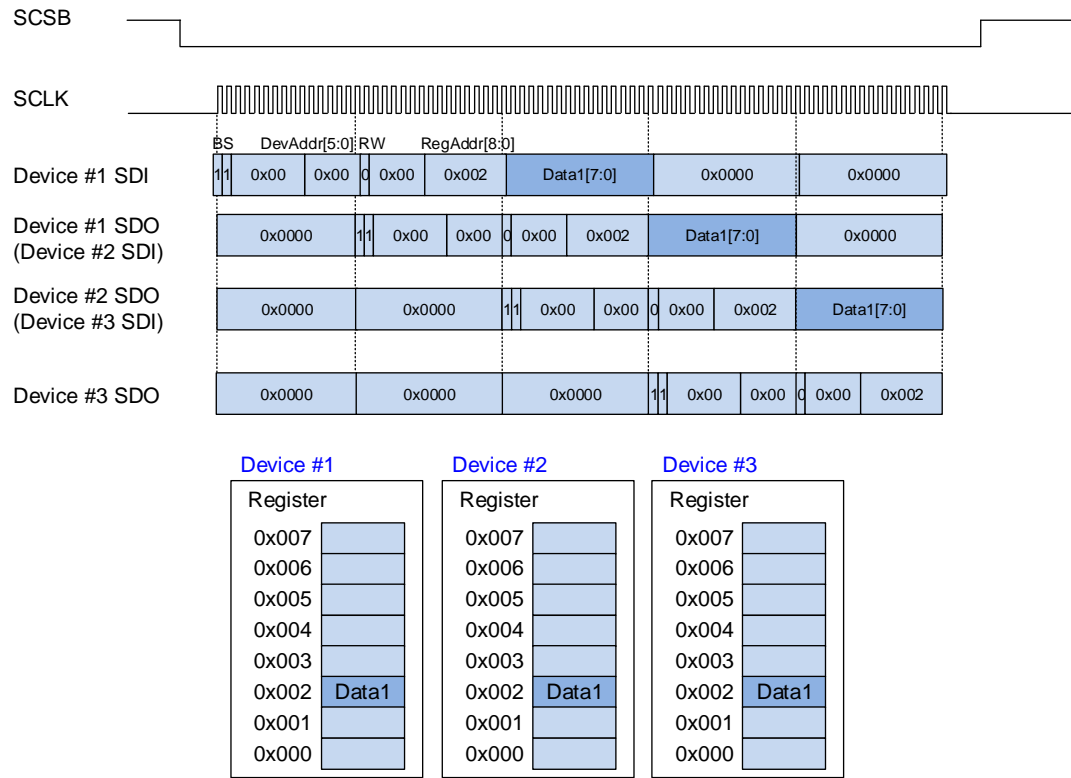 SCSB
SCLK
BS DevAddr[5:0] RW RegAddr[8:0]
Device #1 SDI 1 1 0x00 0x00 0 0x00 0x002 Data1[7:0] 0x0000 0x0000
Device #1 SDO
(Device #2 SDI) 0x0000 1 1 0x00 0x00 0 0x00 0x002 Data1[7:0] 0x0000
Device #2 SDO
(Device #3 SDI) 0x0000 0x0000 1 1 0x00 0x00 0 0x00 0x002 Data1[7:0]
Device #3 SDO 0x0000 0x0000 0x0000 1 1 0x00 0x00 0 0x00 0x002
Device #1 Device #2 Device #3
Register Register Register
0x007 0x007 0x007
0x006 0x006 0x006
0x005 0x005 0x005
0x004 0x004 0x004
0x003 0x003 0x003
0x002 Data1 0x002 Data1 0x002 Data1
0x001 0x001 0x001
0x000 0x000 0x000